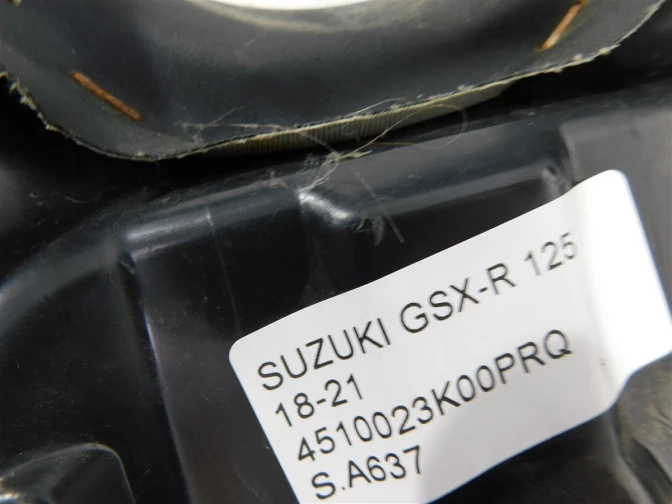 SUZUKI GSX-R 125
18-21
4510023K00PRQ
S.A637